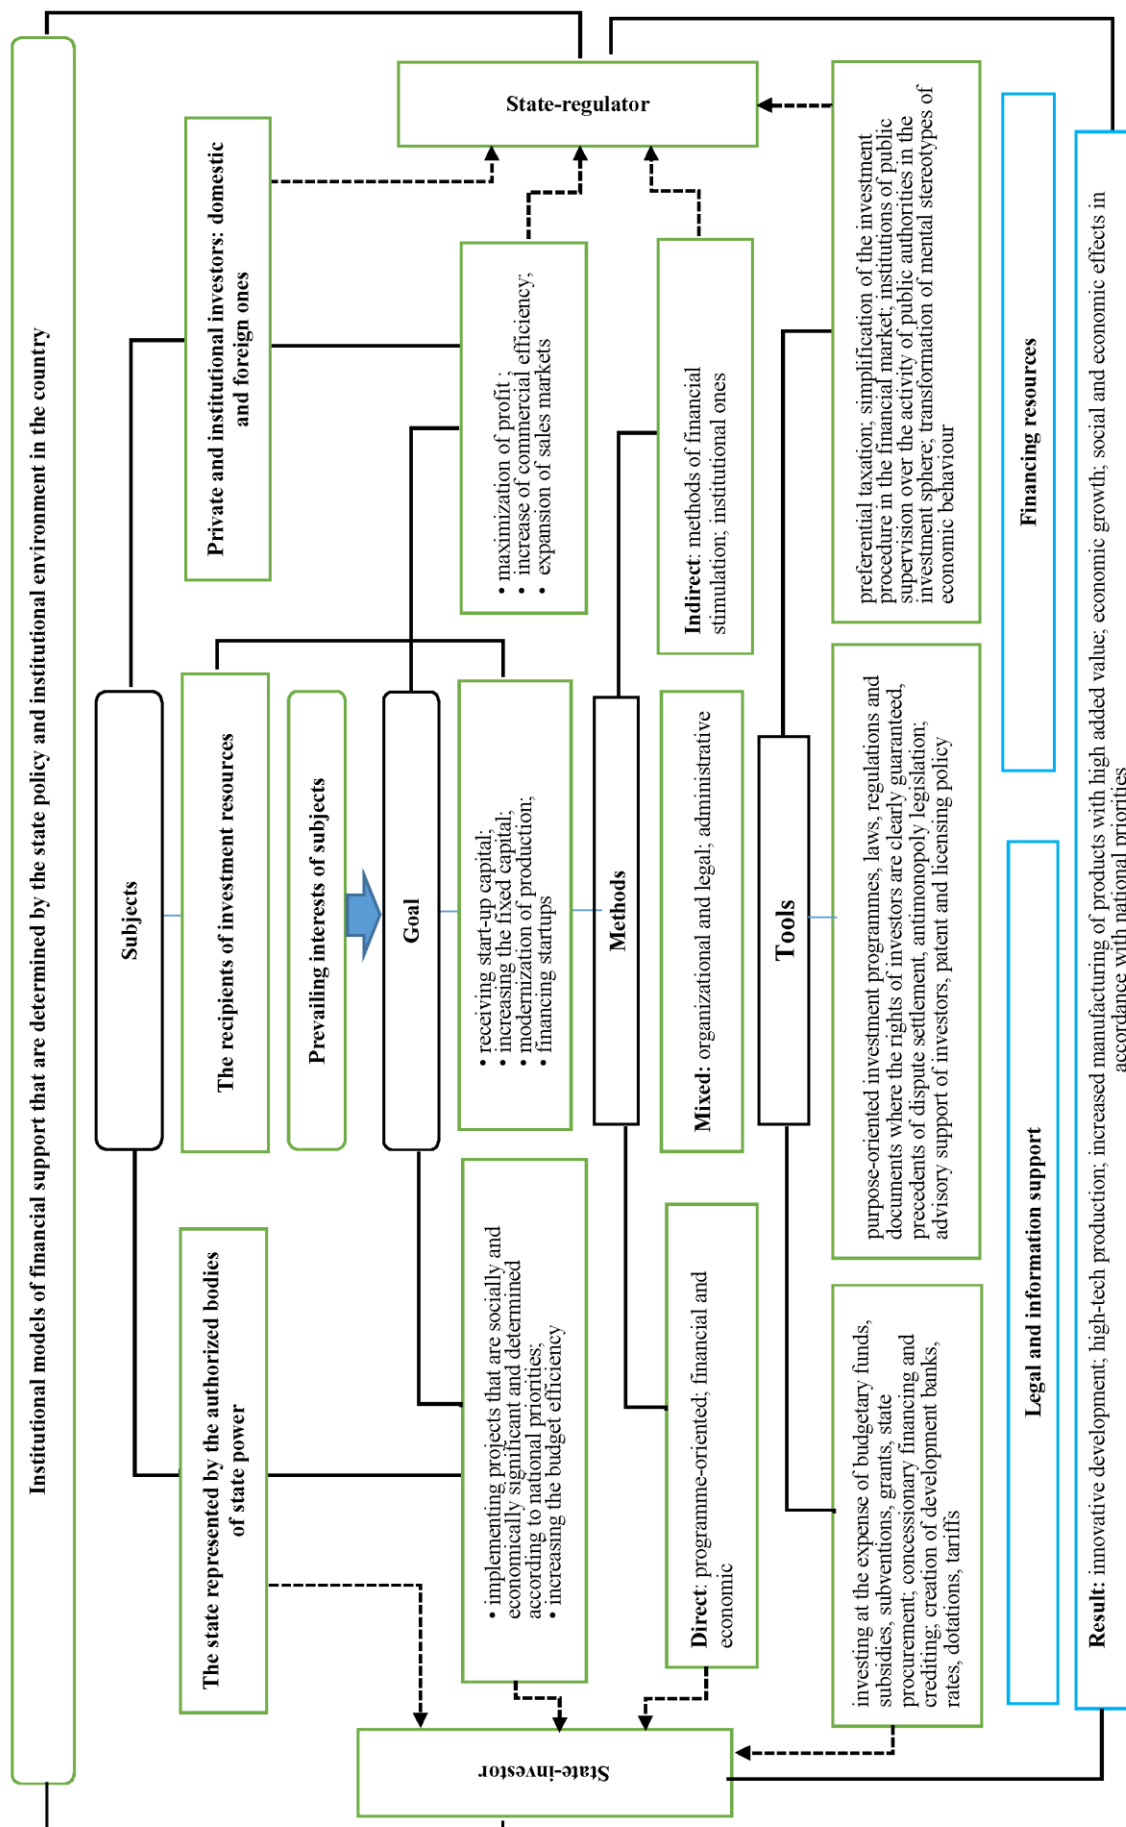 Institutional models of financial support that are determined by the state policy and institutional environment in the country
Subjects
The state represented by the authorized bodies
of state power
The recipients of investment resources
Private and institutional investors: domestic
and foreign ones
Prevailing interests of subjects
Goal
State-investor
State-regulator
• implementing projects that are socially and
economically significant and determined
according to national priorities;
• increasing the budget efficiency
• receiving start-up capital;
• increasing the fixed capital;
• modernization of production;
• financing startups
• maximization of profit ;
• increase of commercial efficiency;
• expansion of sales markets
Methods
Direct: programme-oriented; financial and
economic
Mixed: organizational and legal; administrative
Indirect: methods of financial
stimulation; institutional ones
Tools
investing at the expense of budgetary funds,
subsidies, subventions, grants, state
procurement; concessionary financing and
crediting; creation of development banks,
rates, dotations, tariffs
purpose-oriented investment programmes, laws, regulations and
documents where the rights of investors are clearly guaranteed,
precedents of dispute settlement, antimonopoly legislation;
advisory support of investors, patent and licensing policy
preferential taxation; simplification of the investment
procedure in the financial market; institutions of public
supervision over the activity of public authorities in the
investment sphere; transformation of mental stereotypes of
economic behaviour
Legal and information support
Financing resources
Result: innovative development; high-tech production; increased manufacturing of products with high added value; economic growth; social and economic effects in
accordance with national priorities